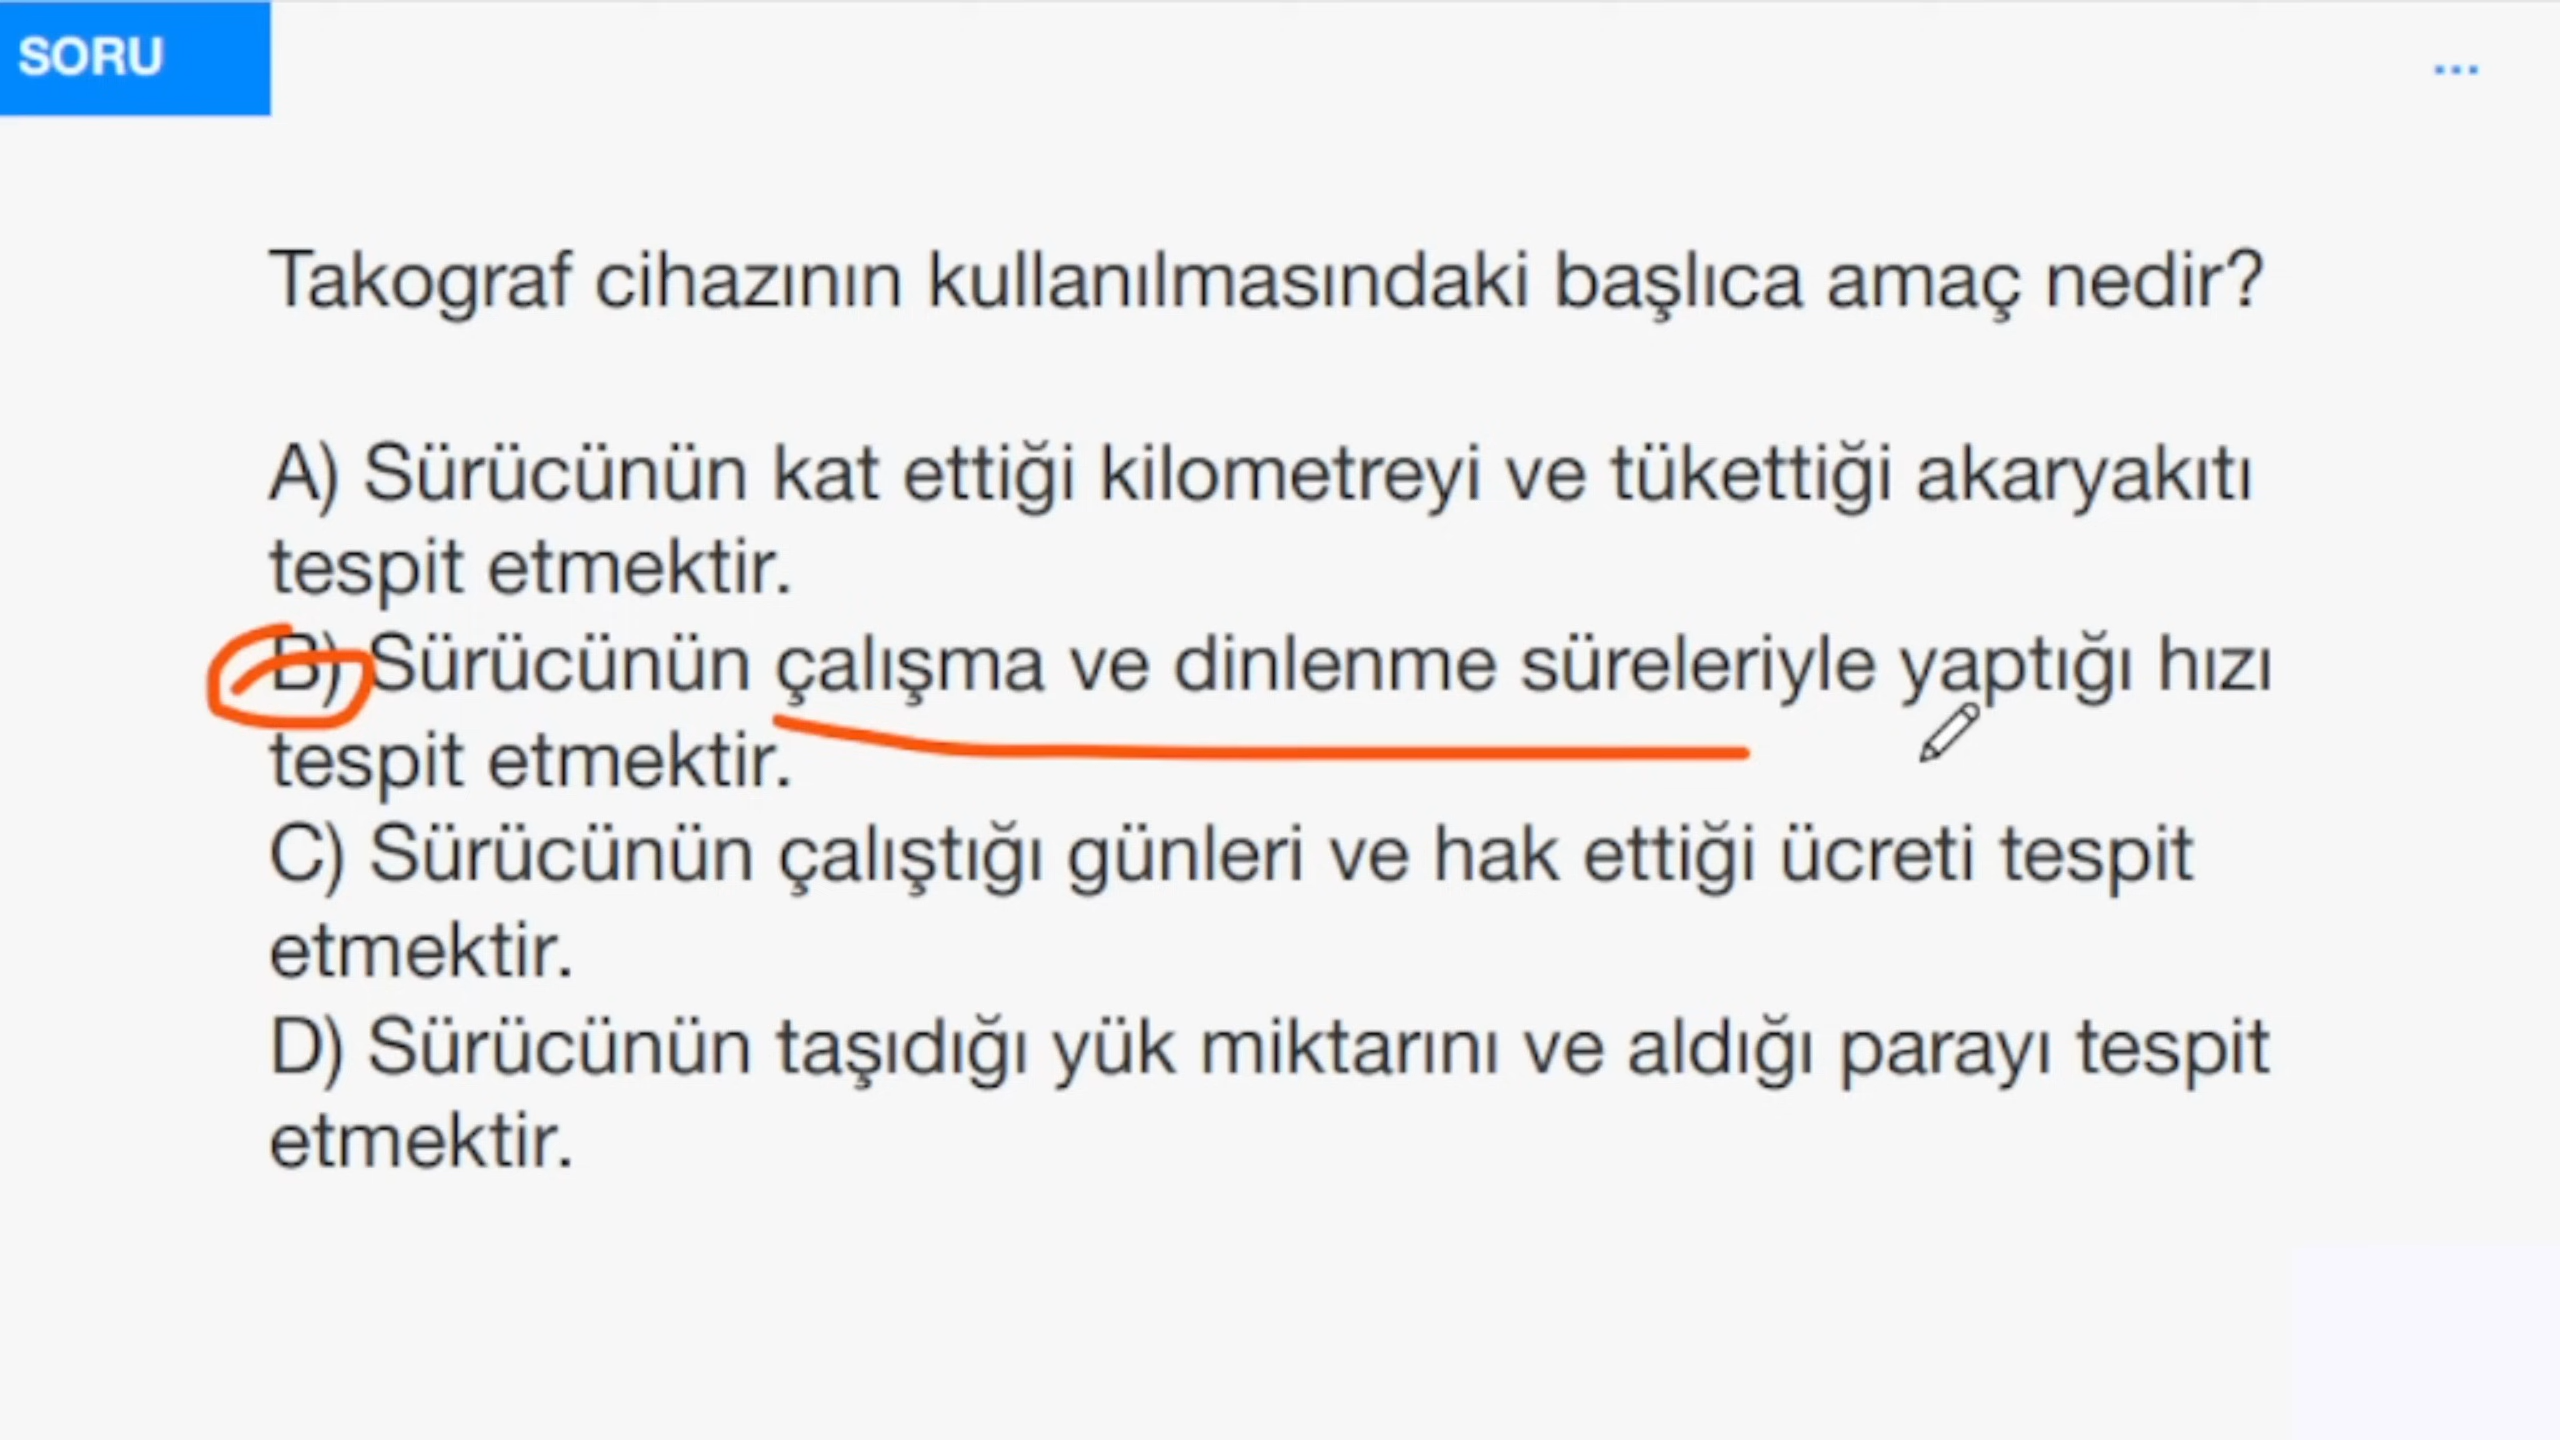 SORU
...
Takograf cihazının kullanılmasındaki başlıca amaç nedir?
A) Sürücünün kat ettiği kilometreyi ve tükettiği akaryakıtı
tespit etmektir.
B) Sürücünün çalışma ve dinlenme süreleriyle yaptığı hızı
tespit etmektir.
C) Sürücünün çalıştığı günleri ve hak ettiği ücreti tespit
etmektir.
D) Sürücünün taşıdığı yük miktarını ve aldığı parayı tespit
etmektir.